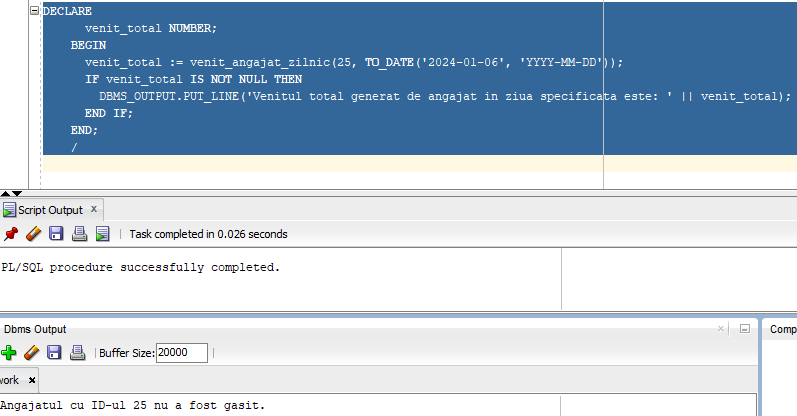 DECLARE
venit_total NUMBER;
BEGIN
venit_total := venit_angajat_zilnic(25, TO_DATE('2024-01-06', 'YYYY-MM-DD'));
IF venit_total IS NOT NULL THEN
DBMS_OUTPUT.PUT_LINE('Venitul total generat de angajat in ziua specificata este: ' || venit_total);
END IF;
END;
/
Script Output x
Task completed in 0.026 seconds
PL/SQL procedure successfully completed.
Dbms Output
Comp
Buffer Size: 20000
work x
Angajatul cu ID-ul 25 nu a fost gasit.